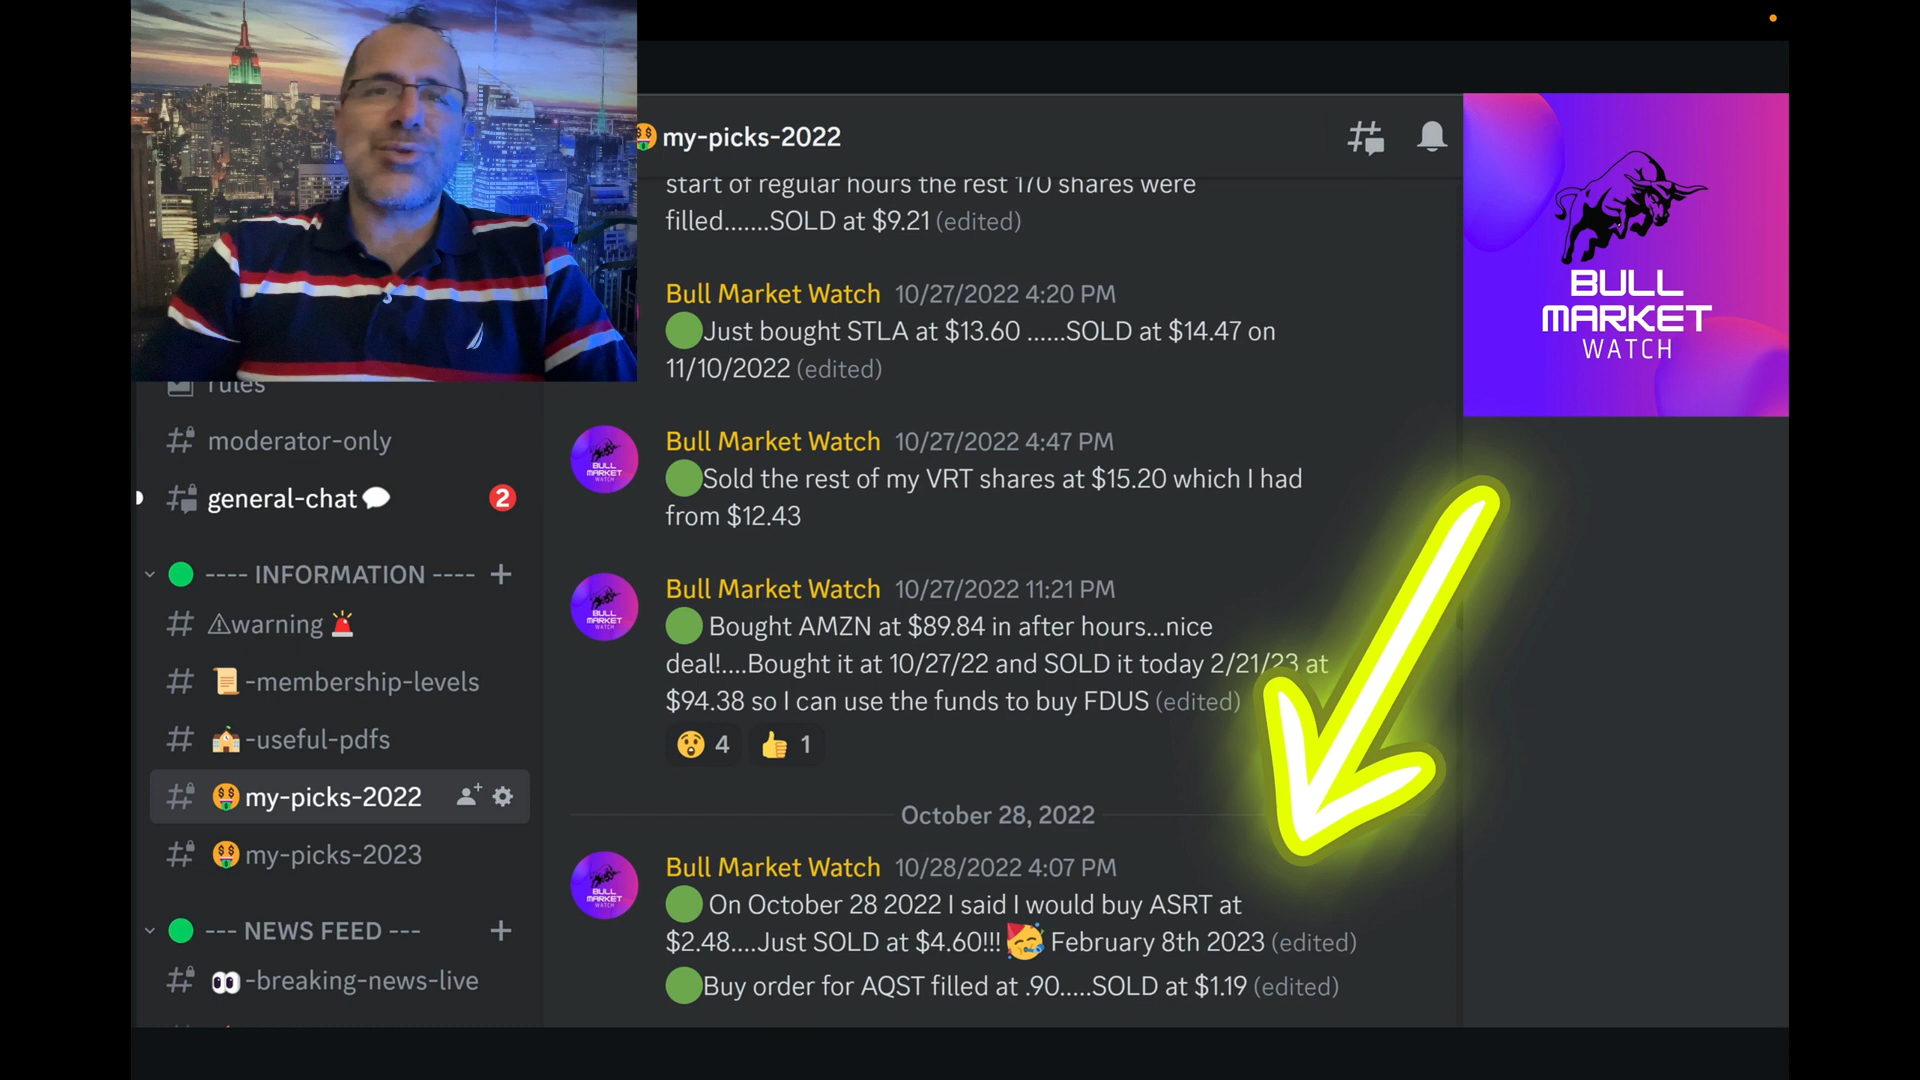 my-picks-2022
start of regular hours the rest 170 shares were
filled.......SOLD at $9.21 (edited)
Bull Market Watch 10/27/2022 4:20 PM
Just bought STLA at $13.60 ......SOLD at $14.47 on
11/10/2022 (edited)
Bull Market Watch 10/27/2022 4:47 PM
Sold the rest of my VRT shares at $15.20 which I had
from $12.43
Bull Market Watch 10/27/2022 11:21 PM
Bought AMZN at $89.84 in after hours...nice
deal!....Bought it at 10/27/22 and SOLD it today 2/21/23 at
$94.38 so I can use the funds to buy FDUS (edited)
😲 4 👍 1
October 28, 2022
Bull Market Watch 10/28/2022 4:07 PM
On October 28 2022 I said I would buy ASRT at
$2.48....Just SOLD at $4.60!!! 🥳 February 8th 2023 (edited)
Buy order for AQST filled at .90.....SOLD at $1.19 (edited)
rules
# moderator-only
# general-chat 💬 2
---- INFORMATION ---- +
# ⚠warning 🚨
# 📜-membership-levels
# 🏫-useful-pdfs
# 🤑my-picks-2022
# 🤑my-picks-2023
--- NEWS FEED --- +
# 👀-breaking-news-live
BULL
MARKET
WATCH
BULL
MARKET
WATCH
BULL
MARKET
WATCH
BULL
MARKET
WATCH